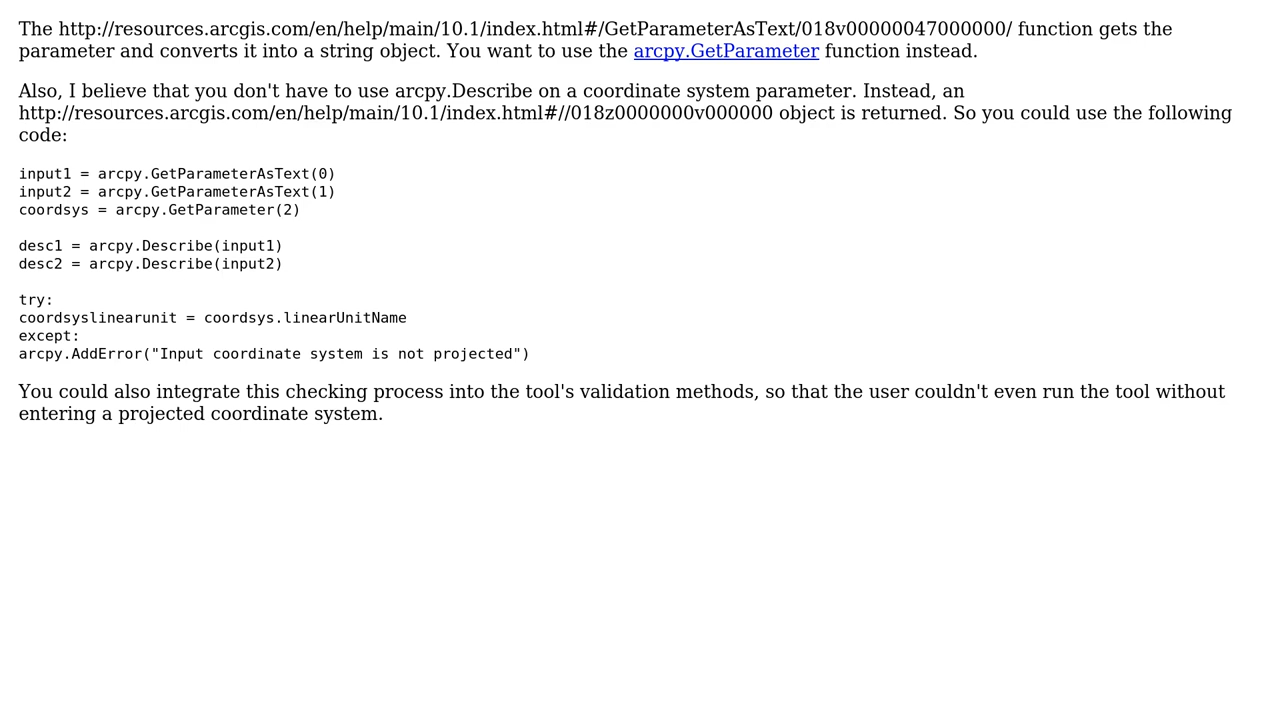 The http://resources.arcgis.com/en/help/main/10.1/index.html#/GetParameterAsText/018v00000047000000/ function gets the
parameter and converts it into a string object. You want to use the arcpy.GetParameter function instead.
Also, I believe that you don't have to use arcpy.Describe on a coordinate system parameter. Instead, an
http://resources.arcgis.com/en/help/main/10.1/index.html#//018z0000000v000000 object is returned. So you could use the following
code:
input1 = arcpy.GetParameterAsText(0)
input2 = arcpy.GetParameterAsText(1)
coordsys = arcpy.GetParameter(2)
desc1 = arcpy.Describe(input1)
desc2 = arcpy.Describe(input2)
try:
coordsyslinearunit = coordsys.linearUnitName
except:
arcpy.AddError("Input coordinate system is not projected")
You could also integrate this checking process into the tool's validation methods, so that the user couldn't even run the tool without
entering a projected coordinate system.